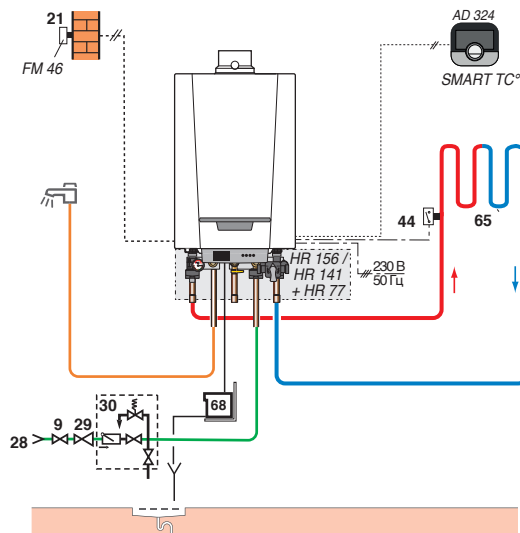 21
FM 46
AD 324
SMART TC°
44
65
HR 156 /
HR 141
+ HR 77
230 В
50 Гц
30
68
9
29
28